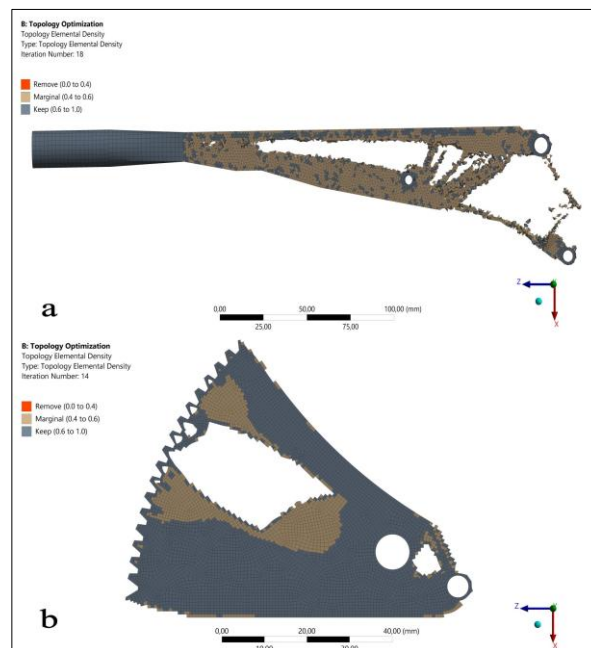 B: Topology Optimization
Topology Elemental Density
Type: Topology Elemental Density
Iteration Number: 18
Remove (0.0 to 0.4)
Marginal (0.4 to 0.6)
Keep (0.6 to 1.0)
Z
X
a
0,00 50,00 100,00 (mm)
25,00 75,00
B: Topology Optimization
Topology Elemental Density
Type: Topology Elemental Density
Iteration Number: 14
Remove (0.0 to 0.4)
Marginal (0.4 to 0.6)
Keep (0.6 to 1.0)
Z
X
b
0,00 20,00 40,00 (mm)
10,00 30,00